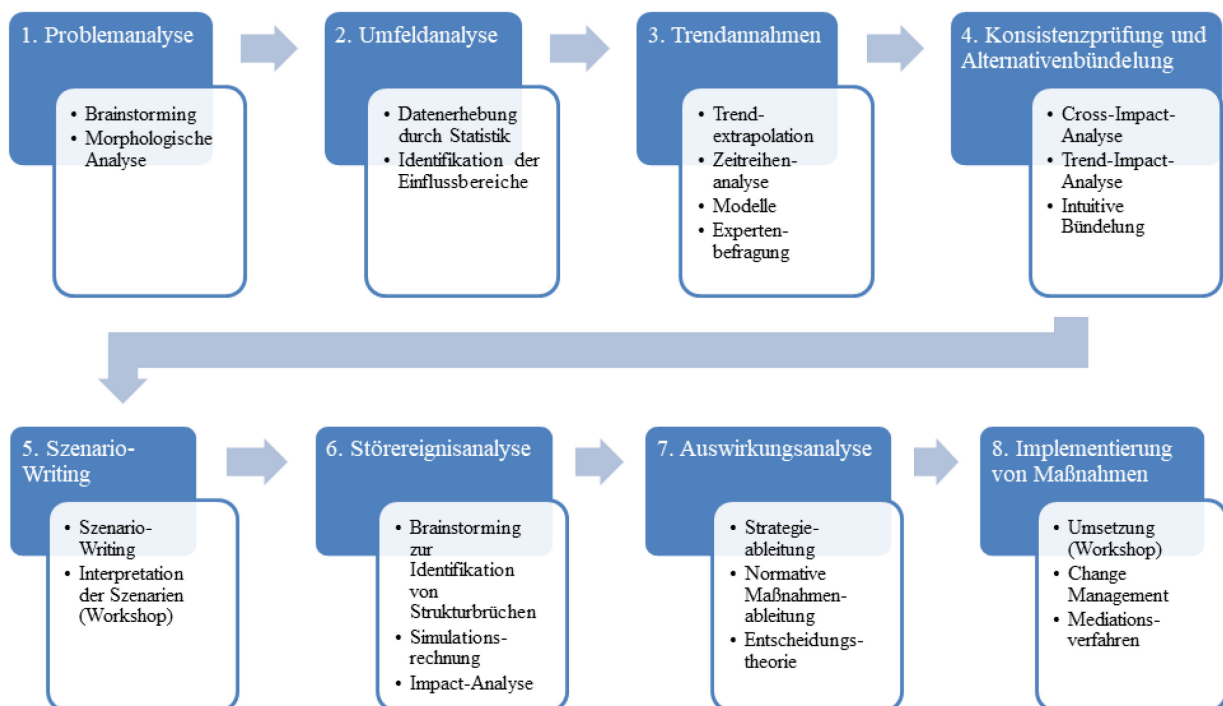 1. Problemanalyse
• Brainstorming
• Morphologische
Analyse
2. Umfeldanalyse
• Datenerhebung
durch Statistik
• Identifikation der
Einflussbereiche
3. Trendannahmen
• Trend-
extrapolation
• Zeitreihen-
analyse
• Modelle
• Experten-
befragung
4. Konsistenzprüfung und
Alternativenbündelung
• Cross-Impact-
Analyse
• Trend-Impact-
Analyse
• Intuitive
Bündelung
5. Szenario-
Writing
• Szenario-
Writing
• Interpretation
der Szenarien
(Workshop)
6. Störereignisanalyse
• Brainstorming
zur
Identifikation
von
Strukturbrüchen
• Simulations-
rechnung
• Impact-Analyse
7. Auswirkungsanalyse
• Strategie-
ableitung
• Normative
Maßnahmen-
ableitung
• Entscheidungs-
theorie
8. Implementierung
von Maßnahmen
• Umsetzung
(Workshop)
• Change
Management
• Mediations-
verfahren